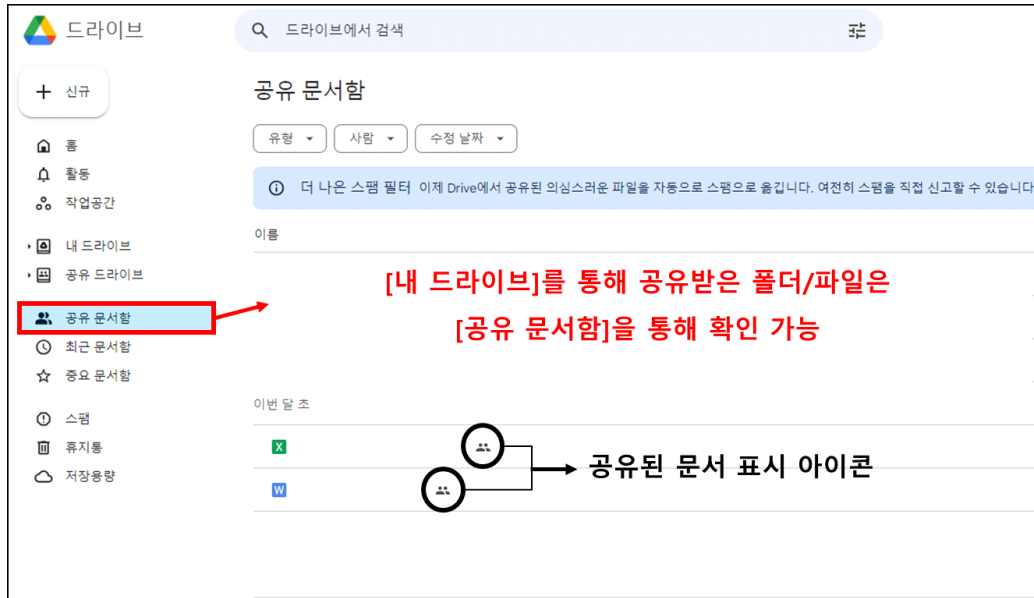 드라이브
드라이브에서 검색
신규
공유 문서함
유형
사람
수정 날짜
홈
활동
작업공간
더 나은 스팸 필터 이제 Drive에서 공유된 의심스러운 파일을 자동으로 스팸으로 옮깁니다. 여전히 스팸을 직접 신고할 수 있습니다
이름
내 드라이브
공유 드라이브
[내 드라이브]를 통해 공유받은 폴더/파일은
[공유 문서함]을 통해 확인 가능
공유 문서함
최근 문서함
중요 문서함
이번 달 초
스팸
휴지통
저장용량
X
W
공유된 문서 표시 아이콘